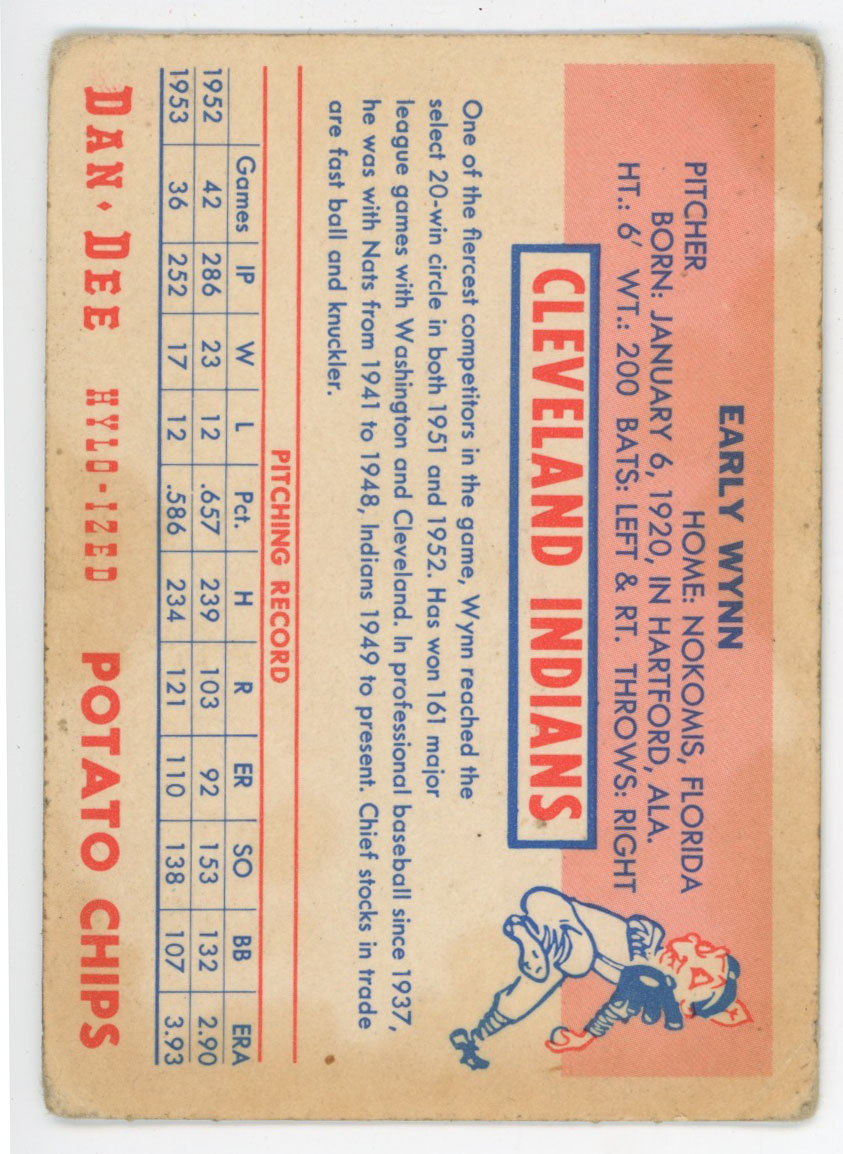 EARLY WYNN
PITCHER HOME: NOKOMIS, FLORIDA
BORN: JANUARY 6, 1920, IN HARTFORD, ALA.
HT.: 6' WT.: 200 BATS: LEFT & RT. THROWS: RIGHT
CLEVELAND INDIANS
One of the fiercest competitors in the game, Wynn reached the
select 20-win circle in both 1951 and 1952. Has won 161 major
league games with Washington and Cleveland. In professional baseball since 1937,
he was with Nats from 1941 to 1948, Indians 1949 to present. Chief stocks in trade
are fast ball and knuckler.
PITCHING RECORD
Games IP W L Pct. H R ER SO BB ERA
1952 42 286 23 12 .657 239 103 92 153 132 2.90
1953 36 252 17 12 .586 234 121 110 138 107 3.93
DAN·DEE HYLO-IZED POTATO CHIPS